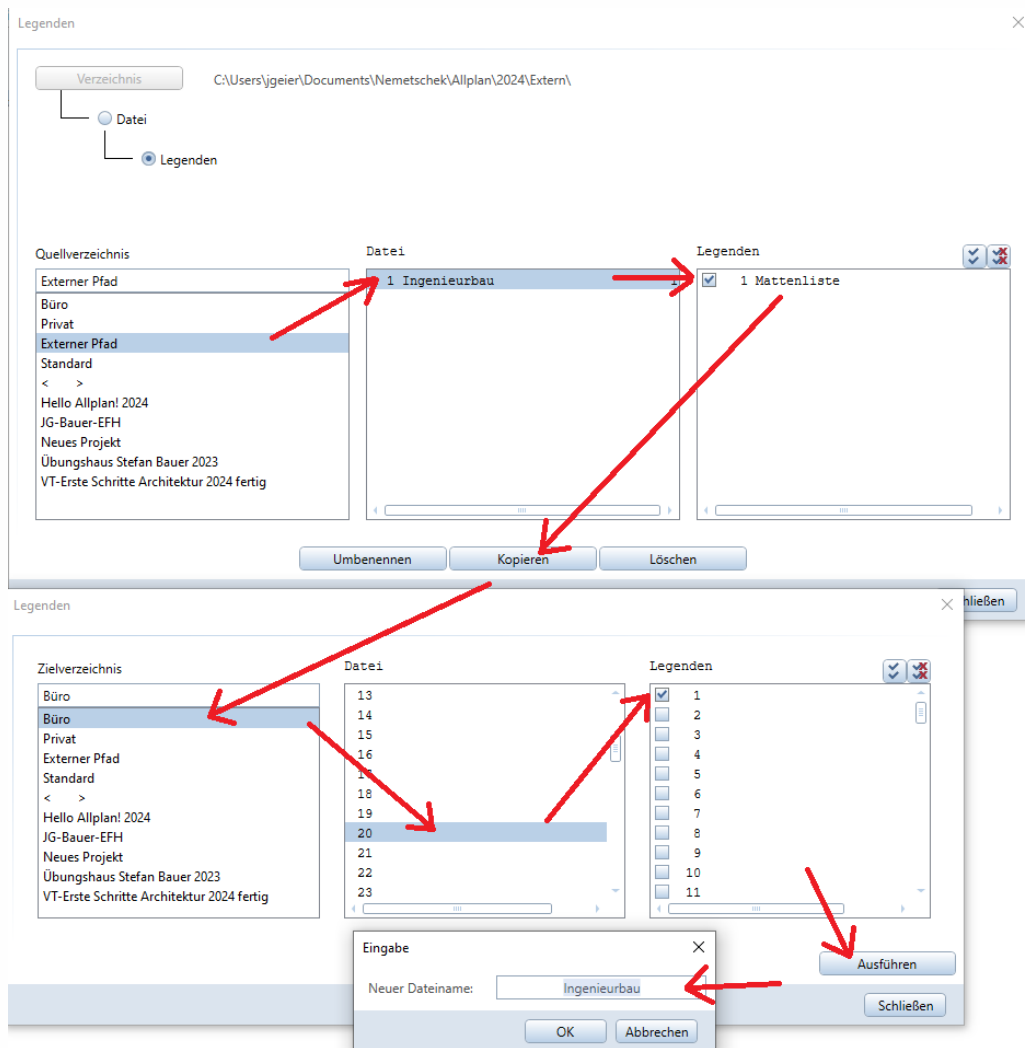 Legenden
Verzeichnis
C:\Users\jgeier\Documents\Nemetschek\Allplan\2024\Extern\
Datei
Legenden
Quellverzeichnis
Datei
Legenden
Externer Pfad
Büro
Privat
Externer Pfad
Standard
< >
Hello Allplan! 2024
JG-Bauer-EFH
Neues Projekt
Übungshaus Stefan Bauer 2023
VT-Erste Schritte Architektur 2024 fertig
1 Ingenieurbau 1
1 Mattenliste
Umbenennen
Kopieren
Löschen
hließen
Legenden
Zielverzeichnis
Datei
Legenden
Büro
Büro
Privat
Externer Pfad
Standard
< >
Hello Allplan! 2024
JG-Bauer-EFH
Neues Projekt
Übungshaus Stefan Bauer 2023
VT-Erste Schritte Architektur 2024 fertig
13
14
15
16
18
19
20
21
22
23
1
2
3
4
5
6
7
8
9
10
11
Ausführen
Schließen
Eingabe
Neuer Dateiname:
Ingenieurbau
OK
Abbrechen